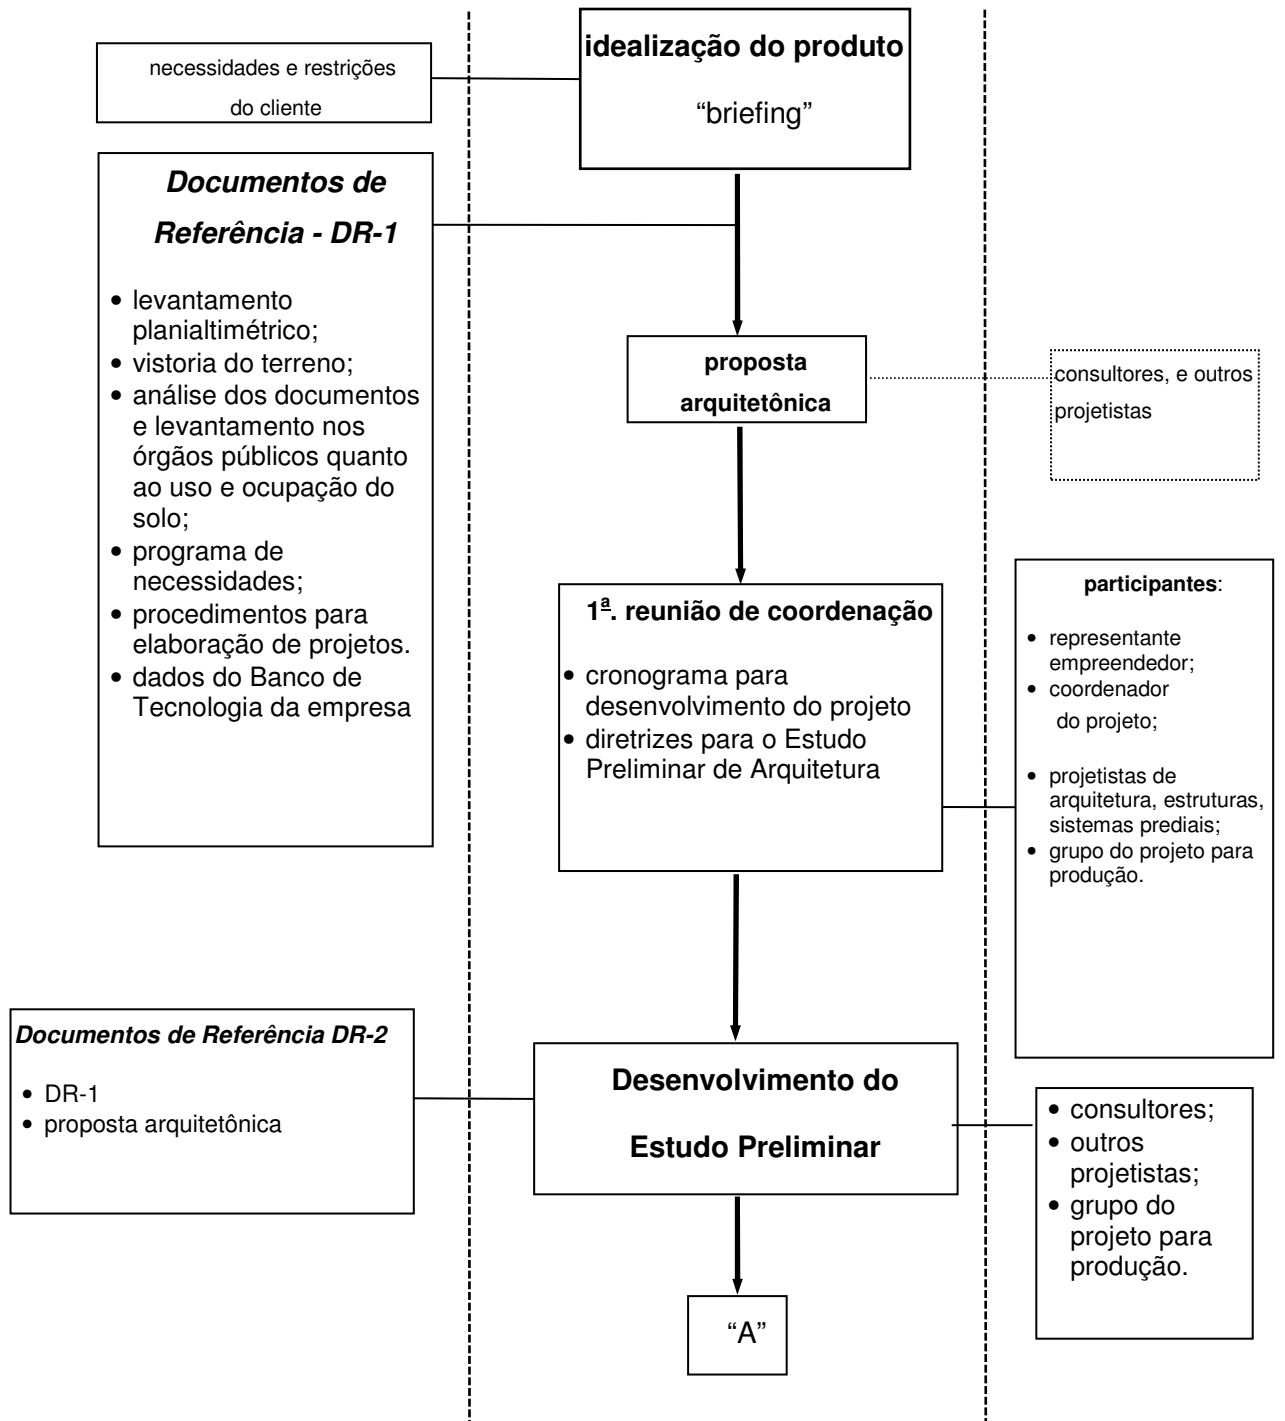 idealização do produto
“briefing”
necessidades e restrições
do cliente
Documentos de
Referência - DR-1
• levantamento
planialtimétrico;
• vistoria do terreno;
• análise dos documentos
e levantamento nos
órgãos públicos quanto
ao uso e ocupação do
solo;
• programa de
necessidades;
• procedimentos para
elaboração de projetos.
• dados do Banco de
Tecnologia da empresa
proposta
arquitetônica
consultores, e outros
projetistas
1ª. reunião de coordenação
• cronograma para
desenvolvimento do projeto
• diretrizes para o Estudo
Preliminar de Arquitetura
participantes:
• representante
empreendedor;
• coordenador
do projeto;
• projetistas de
arquitetura, estruturas,
sistemas prediais;
• grupo do projeto para
produção.
Documentos de Referência DR-2
• DR-1
• proposta arquitetônica
Desenvolvimento do
Estudo Preliminar
• consultores;
• outros
projetistas;
• grupo do
projeto para
produção.
“A”